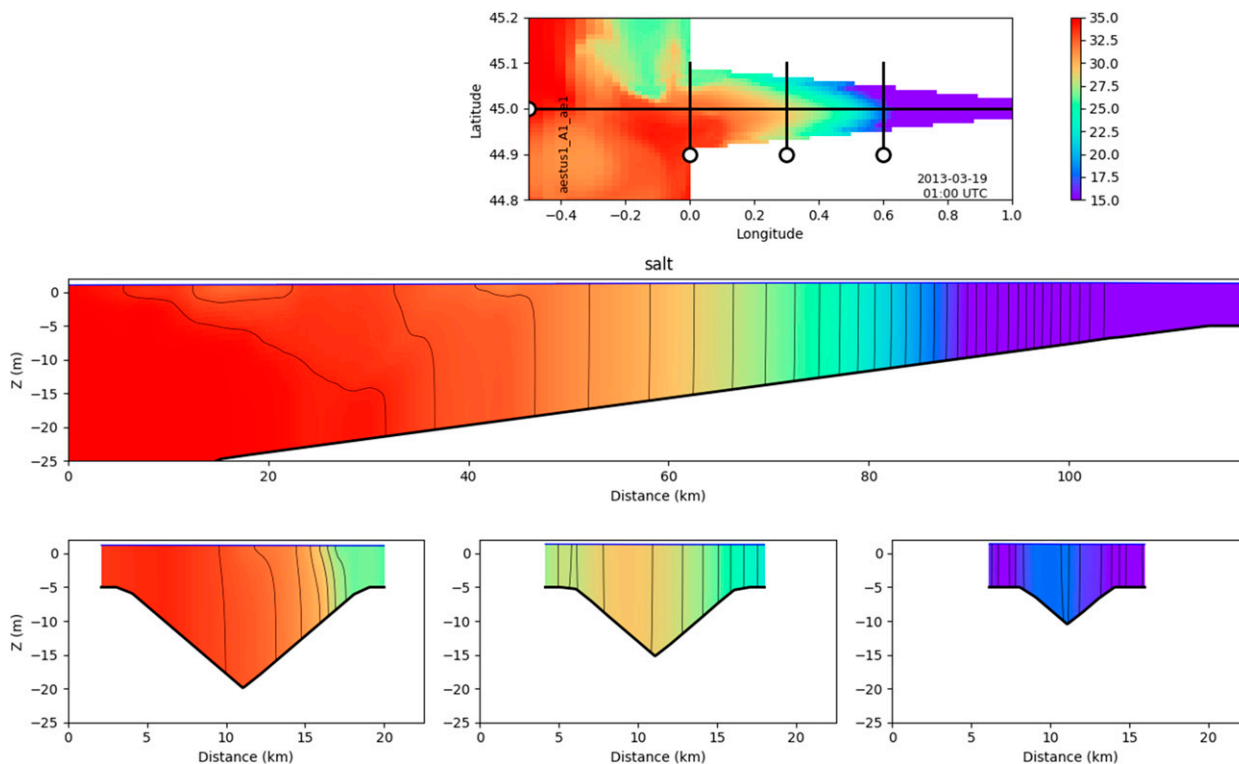 45.2
45.1
45.0
44.9
44.8
Latitude
aestus1_A1_ae1
2013-03-19
01:00 UTC
−0.4 −0.2 0.0 0.2 0.4 0.6 0.8 1.0
Longitude
35.0
32.5
30.0
27.5
25.0
22.5
20.0
17.5
15.0
salt
0
−5
−10
−15
−20
−25
Z (m)
0 20 40 60 80 100
Distance (km)
0
−5
−10
−15
−20
−25
Z (m)
0 5 10 15 20
Distance (km)
0
−5
−10
−15
−20
−25
0 5 10 15 20
Distance (km)
0
−5
−10
−15
−20
−25
0 5 10 15 20
Distance (km)